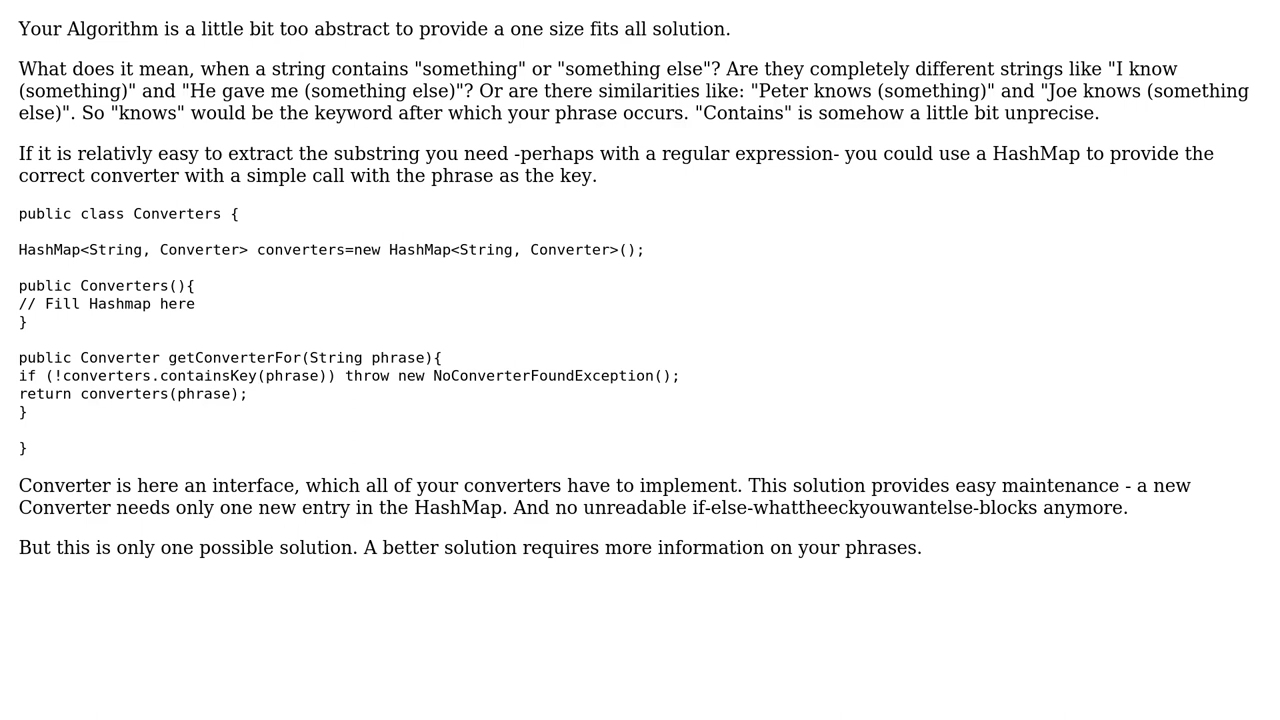 Your Algorithm is a little bit too abstract to provide a one size fits all solution.
What does it mean, when a string contains "something" or "something else"? Are they completely different strings like "I know
(something)" and "He gave me (something else)"? Or are there similarities like: "Peter knows (something)" and "Joe knows (something
else)". So "knows" would be the keyword after which your phrase occurs. "Contains" is somehow a little bit unprecise.
If it is relativly easy to extract the substring you need -perhaps with a regular expression- you could use a HashMap to provide the
correct converter with a simple call with the phrase as the key.
public class Converters {
HashMap<String, Converter> converters=new HashMap<String, Converter>();
public Converters(){
// Fill Hashmap here
}
public Converter getConverterFor(String phrase){
if (!converters.containsKey(phrase)) throw new NoConverterFoundException();
return converters(phrase);
}
}
Converter is here an interface, which all of your converters have to implement. This solution provides easy maintenance - a new
Converter needs only one new entry in the HashMap. And no unreadable if-else-whattheeckyouwantelse-blocks anymore.
But this is only one possible solution. A better solution requires more information on your phrases.